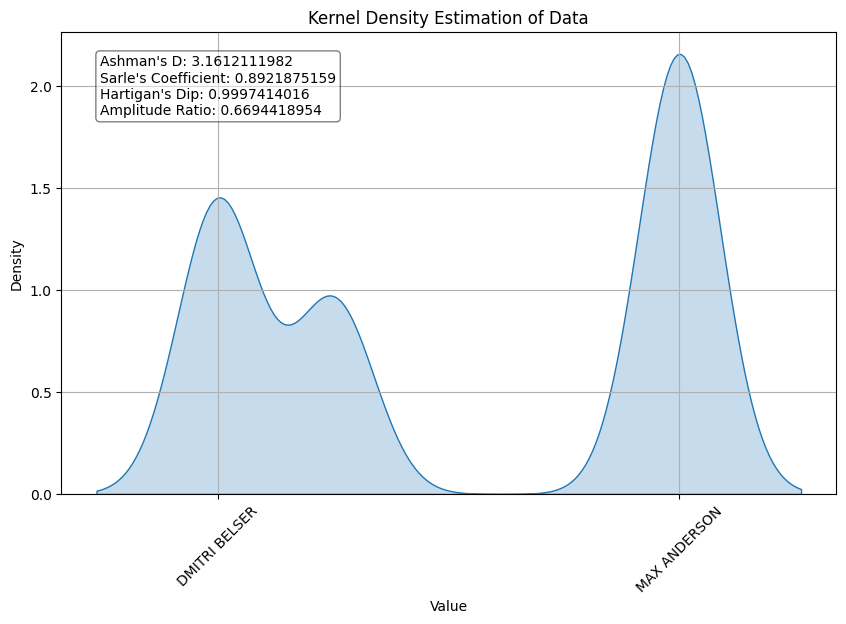 Kernel Density Estimation of Data
Ashman's D: 3.1612111982
Sarle's Coefficient: 0.8921875159
Hartigan's Dip: 0.9997414016
Amplitude Ratio: 0.6694418954
Density
2.0
1.5
1.0
0.5
0.0
DMITRI BELSER
MAX ANDERSON
Value